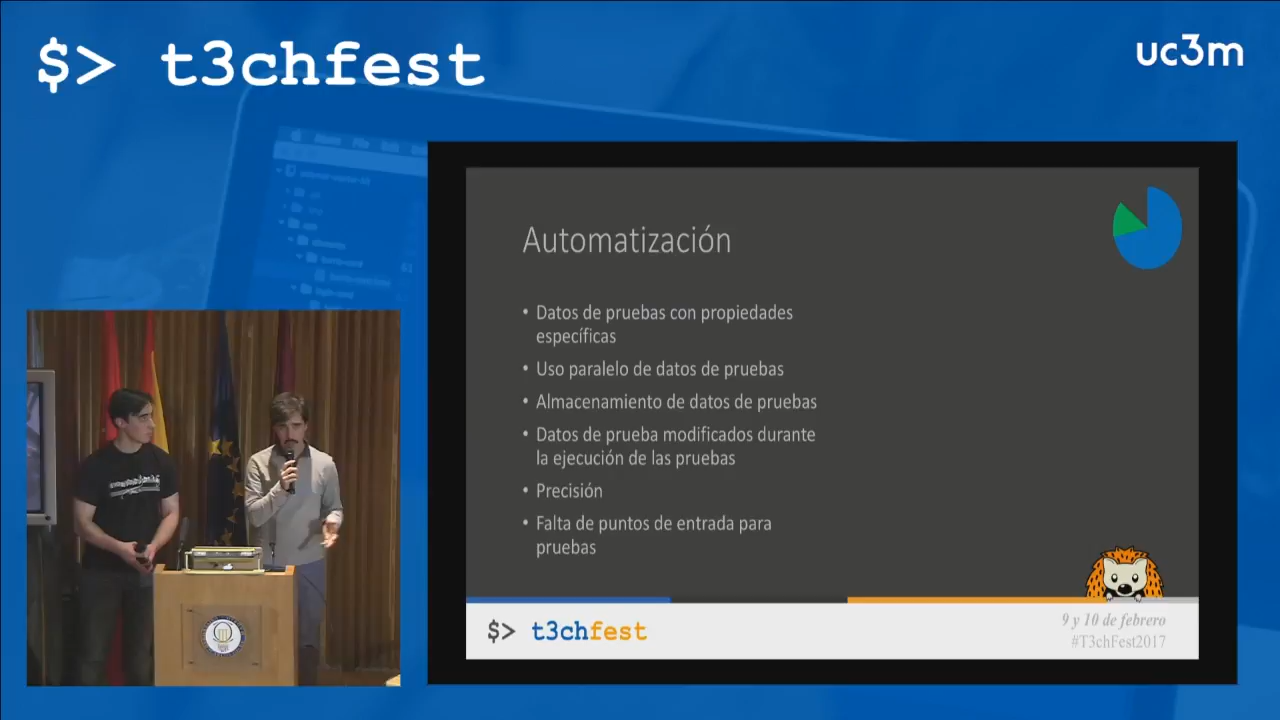 $> t3chfest
uc3m
Automatización
• Datos de pruebas con propiedades
específicas
• Uso paralelo de datos de pruebas
• Almacenamiento de datos de pruebas
• Datos de prueba modificados durante
la ejecución de las pruebas
• Precisión
• Falta de puntos de entrada para
pruebas
$> t3chfest
9 y 10 de febrero
#T3chFest2017